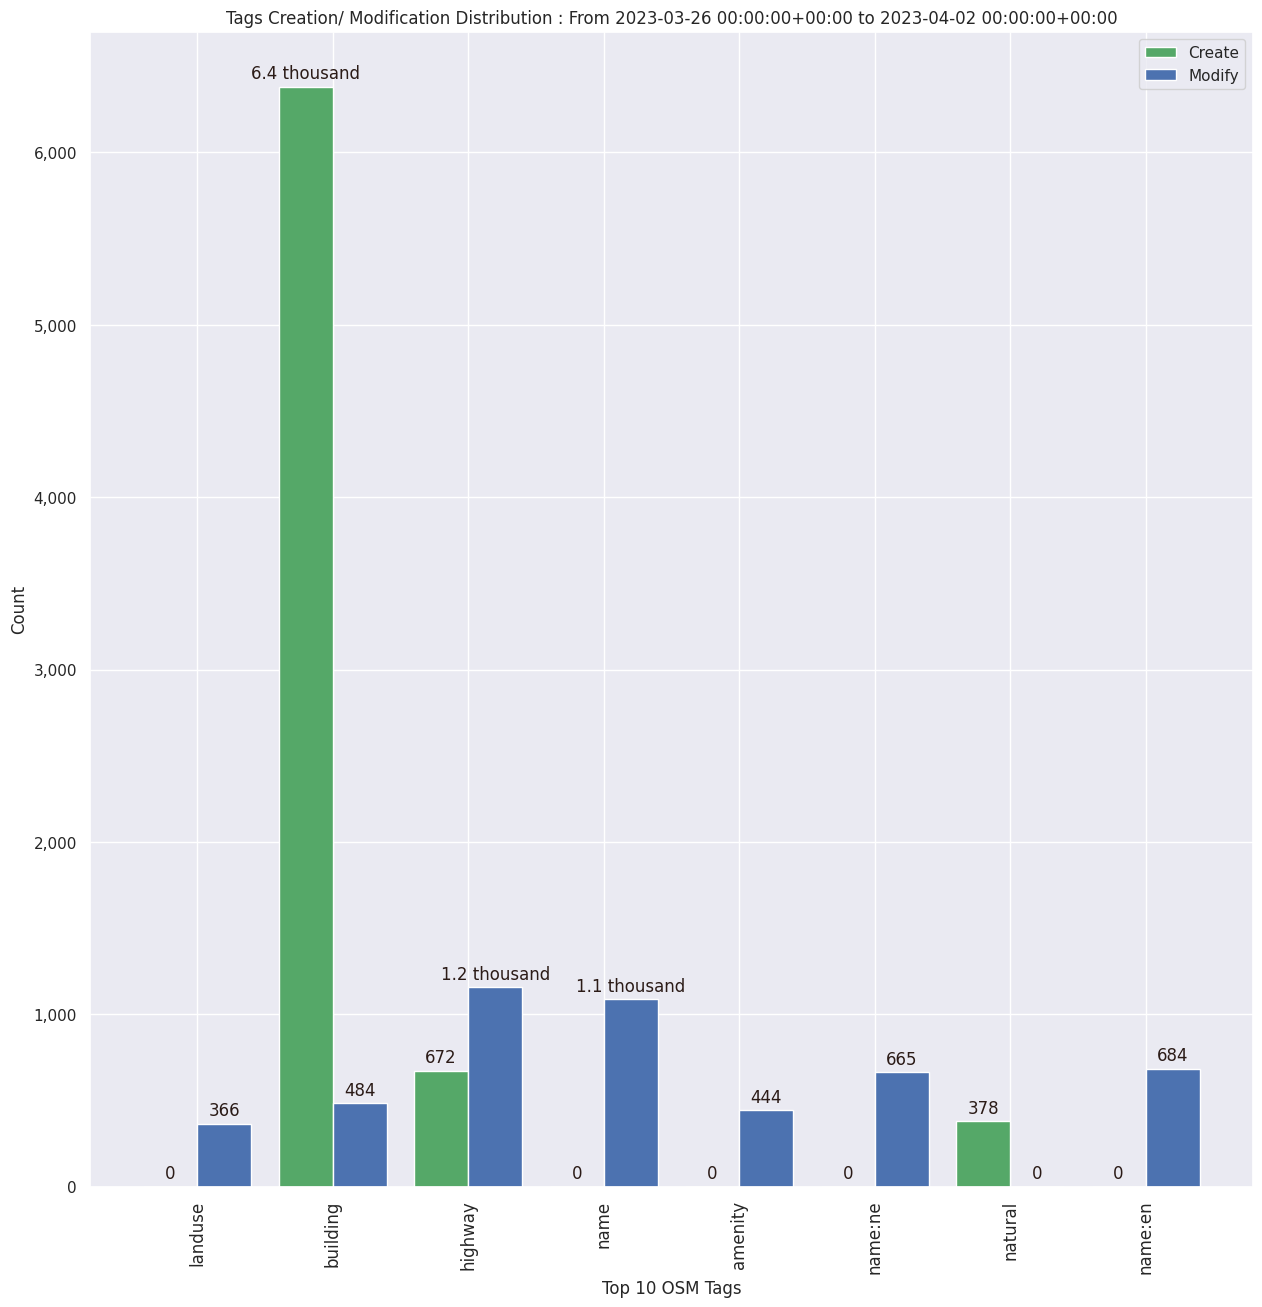 Tags Creation/ Modification Distribution : From 2023-03-26 00:00:00+00:00 to 2023-04-02 00:00:00+00:00
Create
Modify
6.4 thousand
6,000
5,000
4,000
3,000
2,000
1,000
0
Count
1.2 thousand
1.1 thousand
672
484
366
0
0
444
0
665
0
378
0
684
0
landuse
building
highway
name
amenity
name:ne
natural
name:en
Top 10 OSM Tags